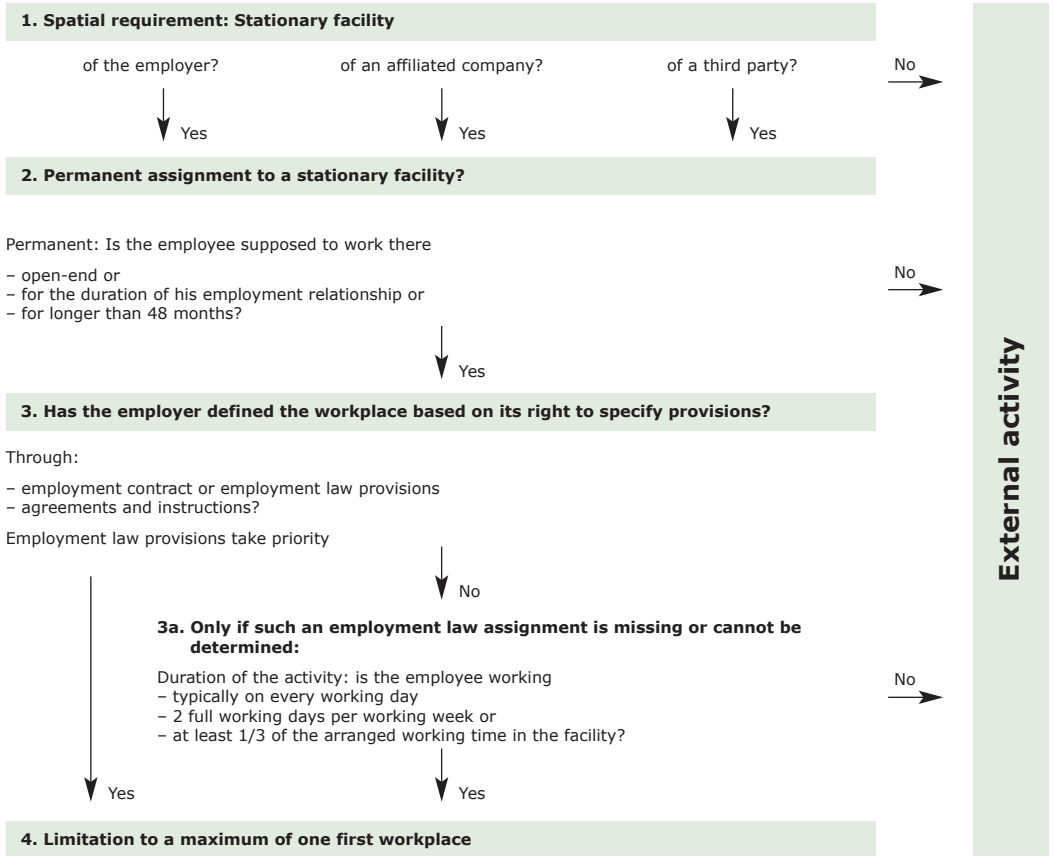 1. Spatial requirement: Stationary facility
of the employer?
of an affiliated company?
of a third party?
No
Yes
Yes
Yes
2. Permanent assignment to a stationary facility?
Permanent: Is the employee supposed to work there
– open-end or
– for the duration of his employment relationship or
– for longer than 48 months?
No
Yes
3. Has the employer defined the workplace based on its right to specify provisions?
Through:
– employment contract or employment law provisions
– agreements and instructions?
Employment law provisions take priority
No
3a. Only if such an employment law assignment is missing or cannot be
determined:
Duration of the activity: is the employee working
– typically on every working day
– 2 full working days per working week or
– at least 1/3 of the arranged working time in the facility?
No
Yes
Yes
4. Limitation to a maximum of one first workplace
External activity